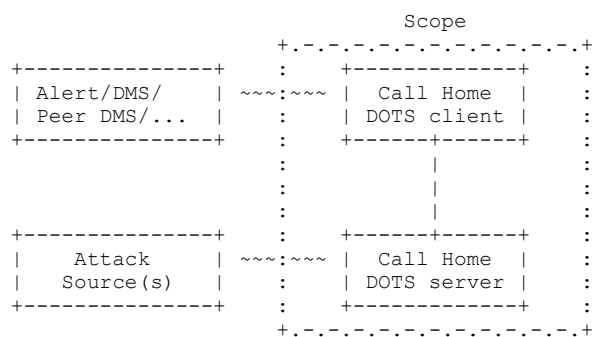 Scope
Alert/DMS/ ~~~:~~~ Call Home
Peer DMS/... DOTS client
Attack ~~~:~~~ Call Home
Source(s) DOTS server